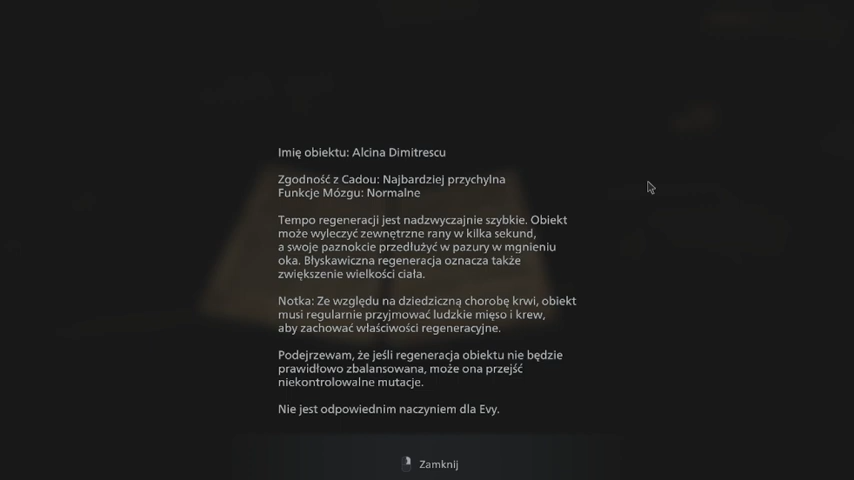 Imię obiektu: Alcina Dimitrescu
Zgodność z Cadou: Najbardziej przychylna
Funkcje Mózgu: Normalne
Tempo regeneracji jest nadzwyczajnie szybkie. Obiekt
może wyleczyć zewnętrzne rany w kilka sekund,
a swoje paznokcie przedłużyć w pazury w mgnieniu
oka. Błyskawiczna regeneracja oznacza także
zwiększenie wielkości ciała.
Notka: Ze względu na dziedziczną chorobę krwi, obiekt
musi regularnie przyjmować ludzkie mięso i krew,
aby zachować właściwości regeneracyjne.
Podejrzewam, że jeśli regeneracja obiektu nie będzie
prawidłowo zbalansowana, może ona przejść
niekontrolowalne mutacje.
Nie jest odpowiednim naczyniem dla Evy.
Zamknij